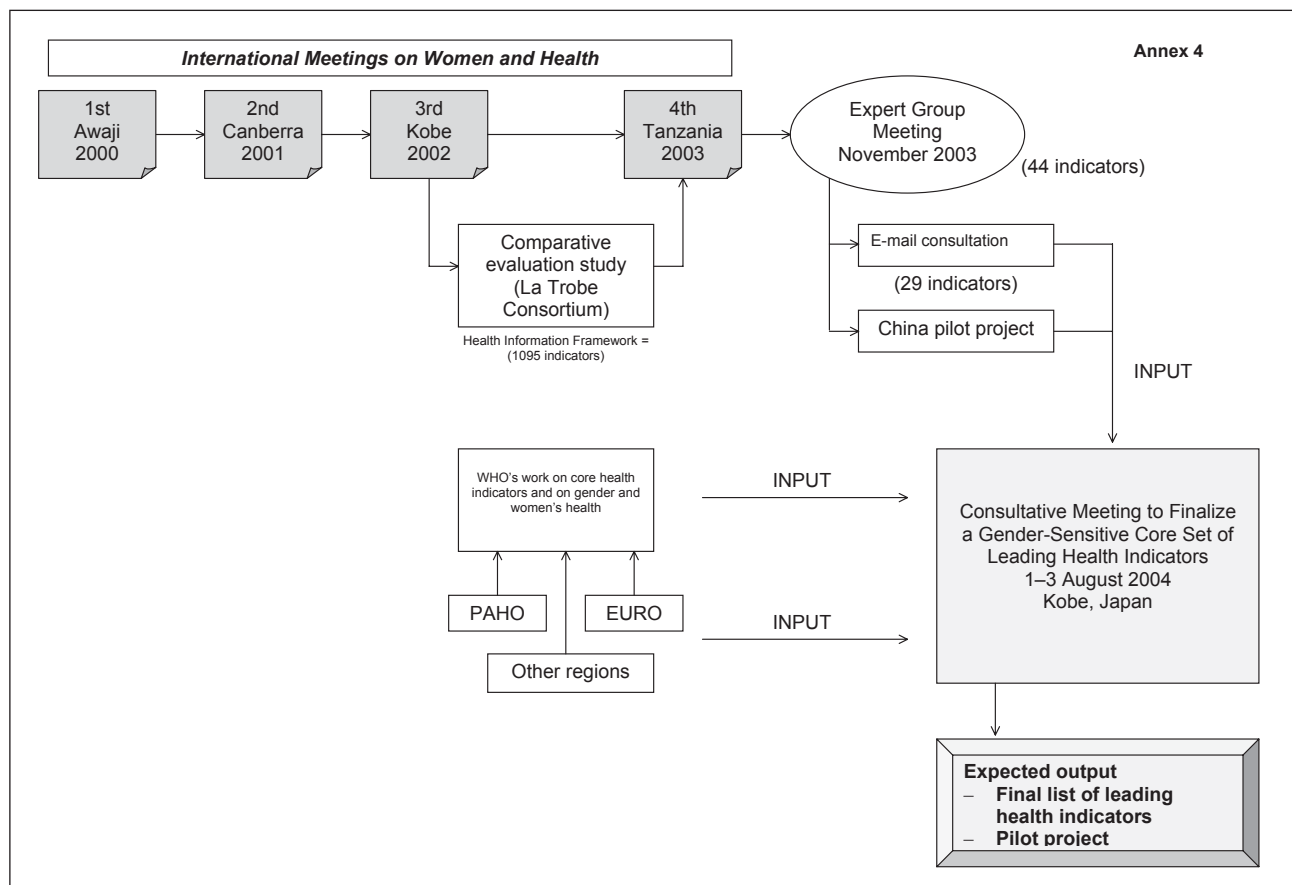 Annex 4
International Meetings on Women and Health
1st
Awaji
2000
2nd
Canberra
2001
3rd
Kobe
2002
4th
Tanzania
2003
Expert Group
Meeting
November 2003
(44 indicators)
Comparative
evaluation study
(La Trobe
Consortium)
Health Information Framework =
(1095 indicators)
E-mail consultation
(29 indicators)
China pilot project
INPUT
WHO's work on core health
indicators and on gender and
women's health
INPUT
PAHO
EURO
Other regions
INPUT
Consultative Meeting to Finalize
a Gender-Sensitive Core Set of
Leading Health Indicators
1–3 August 2004
Kobe, Japan
Expected output
– Final list of leading
health indicators
– Pilot project